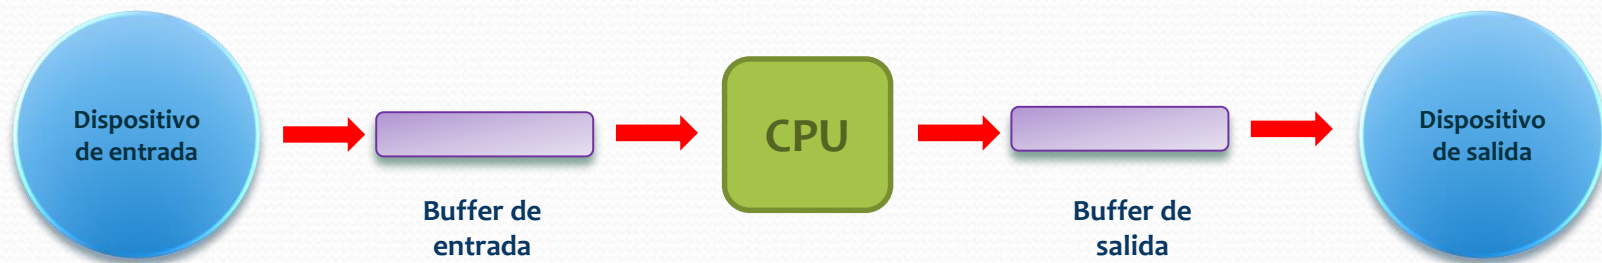 Dispositivo
de entrada
Buffer de
entrada
CPU
Buffer de
salida
Dispositivo
de salida